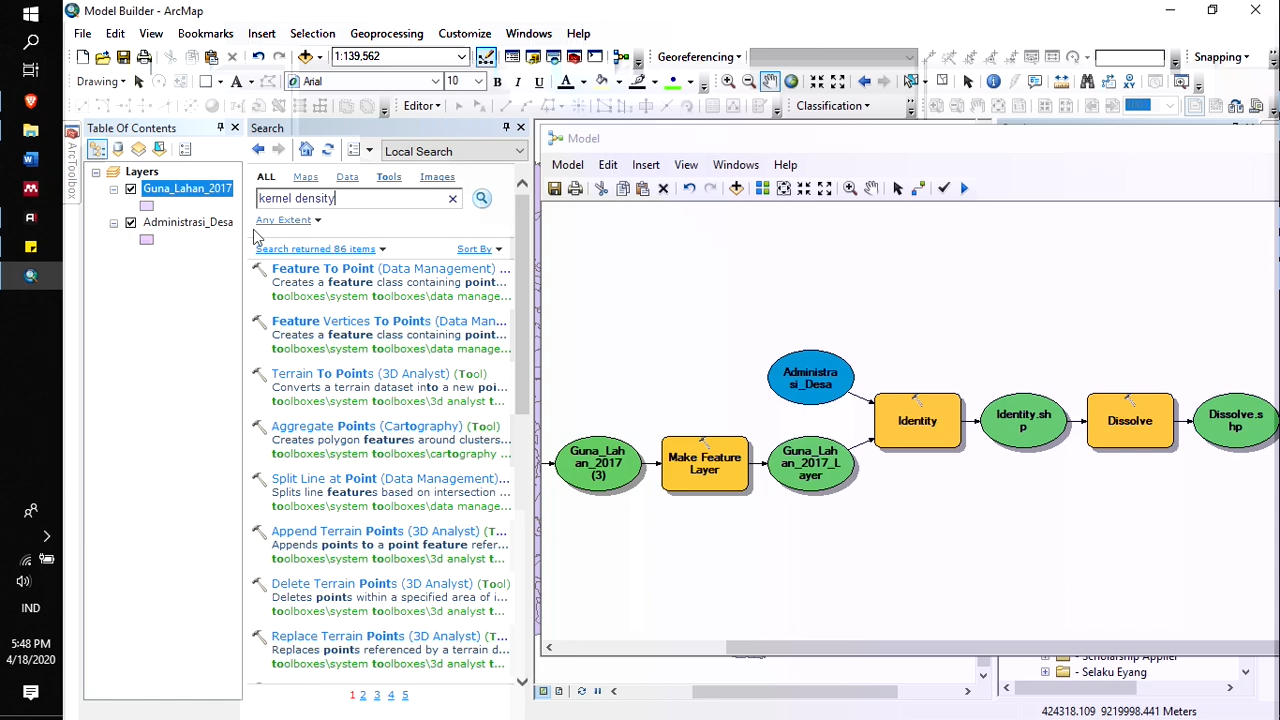 Model Builder - ArcMap
File Edit View Bookmarks Insert Selection Geoprocessing Customize Windows Help
1:139,562 Georeferencing Snapping
Drawing A Arial 10 B I U A
Editor Classification 100%
Table Of Contents
Layers
Guna_Lahan_2017
Administrasi_Desa
ArcToolbox
Search
Local Search
ALL Maps Data Tools Images
kernel density
Any Extent
Search returned 86 items Sort By
Feature To Point (Data Management) ...
Creates a feature class containing point...
toolboxes\system toolboxes\data manage...
Feature Vertices To Points (Data Man...
Creates a feature class containing point...
toolboxes\system toolboxes\data manage...
Terrain To Points (3D Analyst) (Tool)
Converts a terrain dataset into a new poi...
toolboxes\system toolboxes\3d analyst t...
Aggregate Points (Cartography) (Tool)
Creates polygon features around clusters...
toolboxes\system toolboxes\cartography ...
Split Line at Point (Data Management)...
Splits line features based on intersection ...
toolboxes\system toolboxes\data manage...
Append Terrain Points (3D Analyst) (T...
Appends points to a point feature refer...
toolboxes\system toolboxes\3d analyst t...
Delete Terrain Points (3D Analyst) (Tool)
Deletes points within a specified area of i...
toolboxes\system toolboxes\3d analyst t...
Replace Terrain Points (3D Analyst) (T...
Replaces points referenced by a terrain d...
toolboxes\system toolboxes\3d analyst t...
1 2 3 4 5
Model
Model Edit Insert View Windows Help
Administra
si_Desa
Guna_Lah
an_2017
(3)
Make Feature
Layer
Guna_Lah
an_2017_L
ayer
Identity
Identity.sh
p
Dissolve
Dissolve.s
hp
- Scholarship Applier
- Selaku Eyang
424318.109 9219998.441 Meters
IND
5:48 PM
4/18/2020